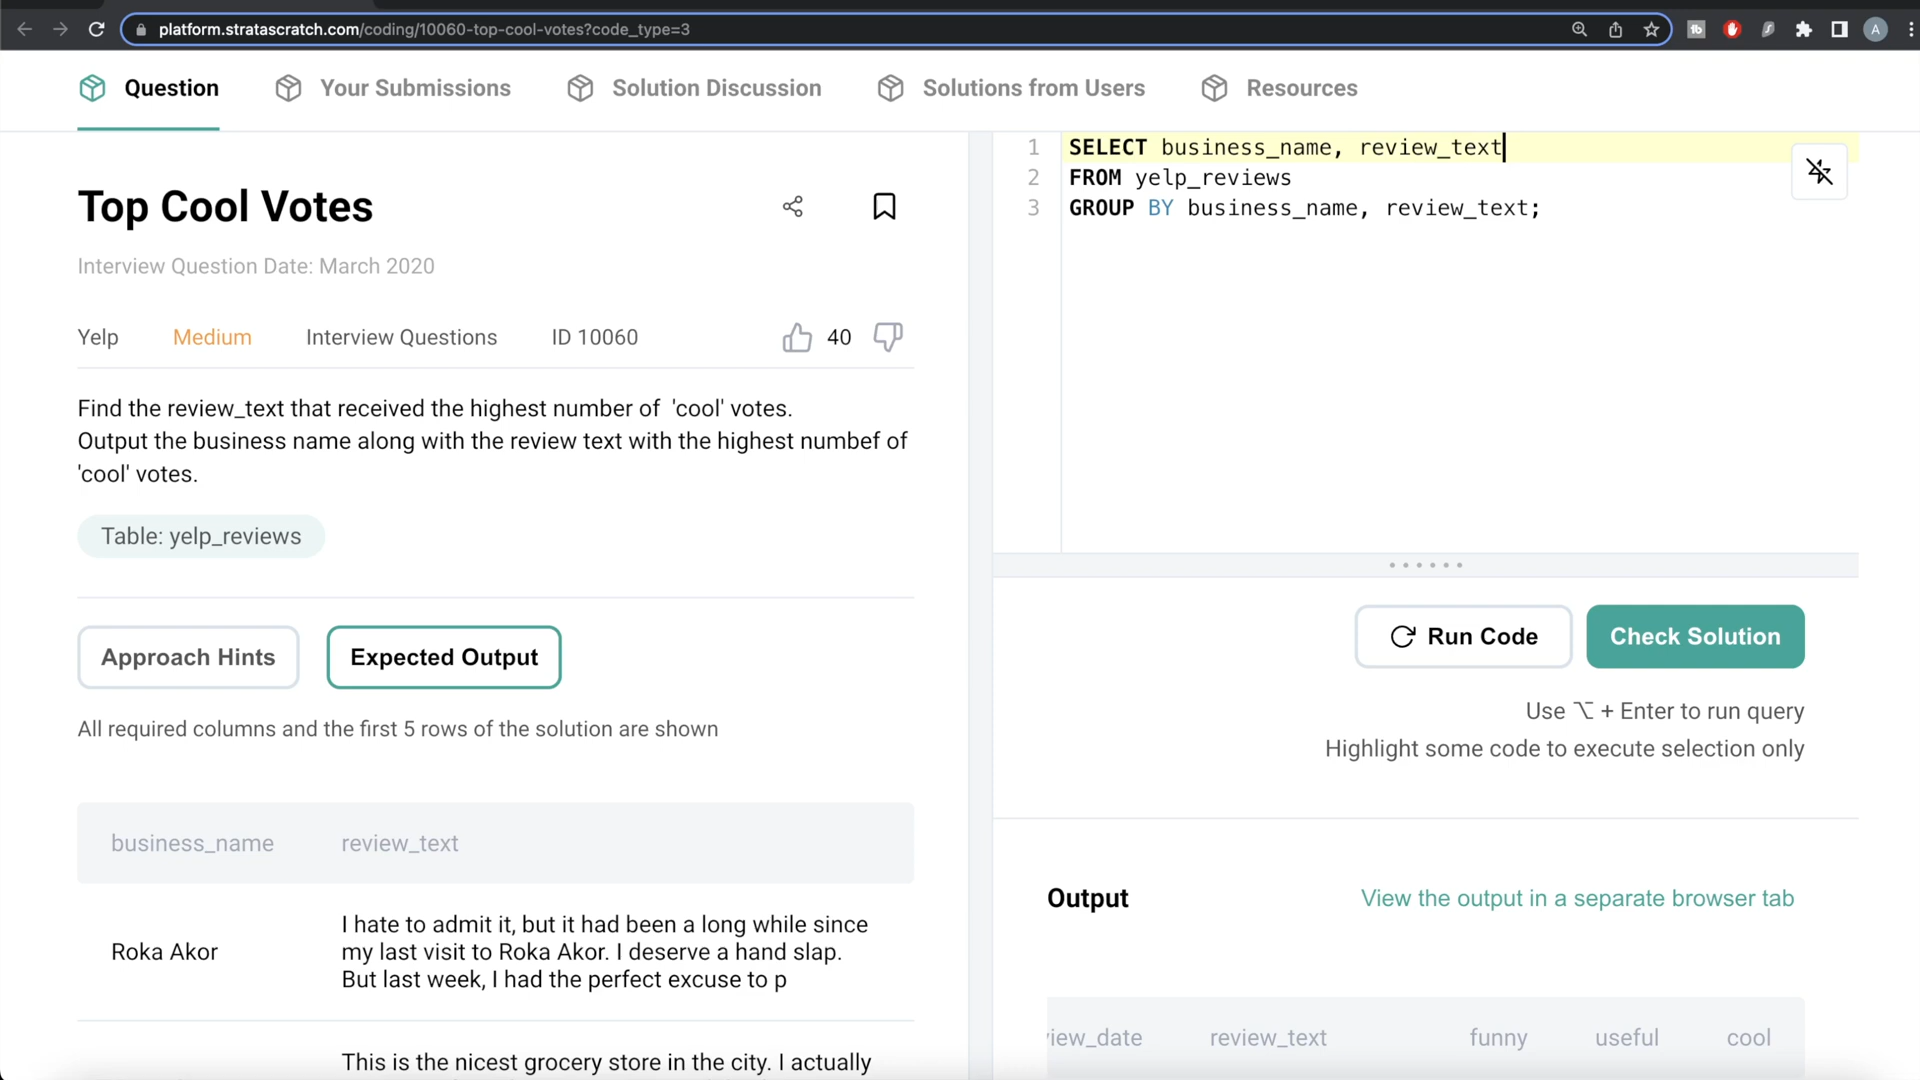 platform.stratascratch.com/coding/10060-top-cool-votes?code_type=3
A
Question
Your Submissions
Solution Discussion
Solutions from Users
Resources
Top Cool Votes
Interview Question Date: March 2020
Yelp
Medium
Interview Questions
ID 10060
40
Find the review_text that received the highest number of  'cool' votes.
Output the business name along with the review text with the highest numbef of
'cool' votes.
Table: yelp_reviews
Approach Hints
Expected Output
All required columns and the first 5 rows of the solution are shown
business_name review_text
Roka Akor
I hate to admit it, but it had been a long while since
my last visit to Roka Akor. I deserve a hand slap.
But last week, I had the perfect excuse to p
This is the nicest grocery store in the city. I actually
1 SELECT business_name, review_text
2 FROM yelp_reviews
3 GROUP BY business_name, review_text;
Run Code
Check Solution
Use ⌥ + Enter to run query
Highlight some code to execute selection only
Output
View the output in a separate browser tab
view_date review_text funny useful cool